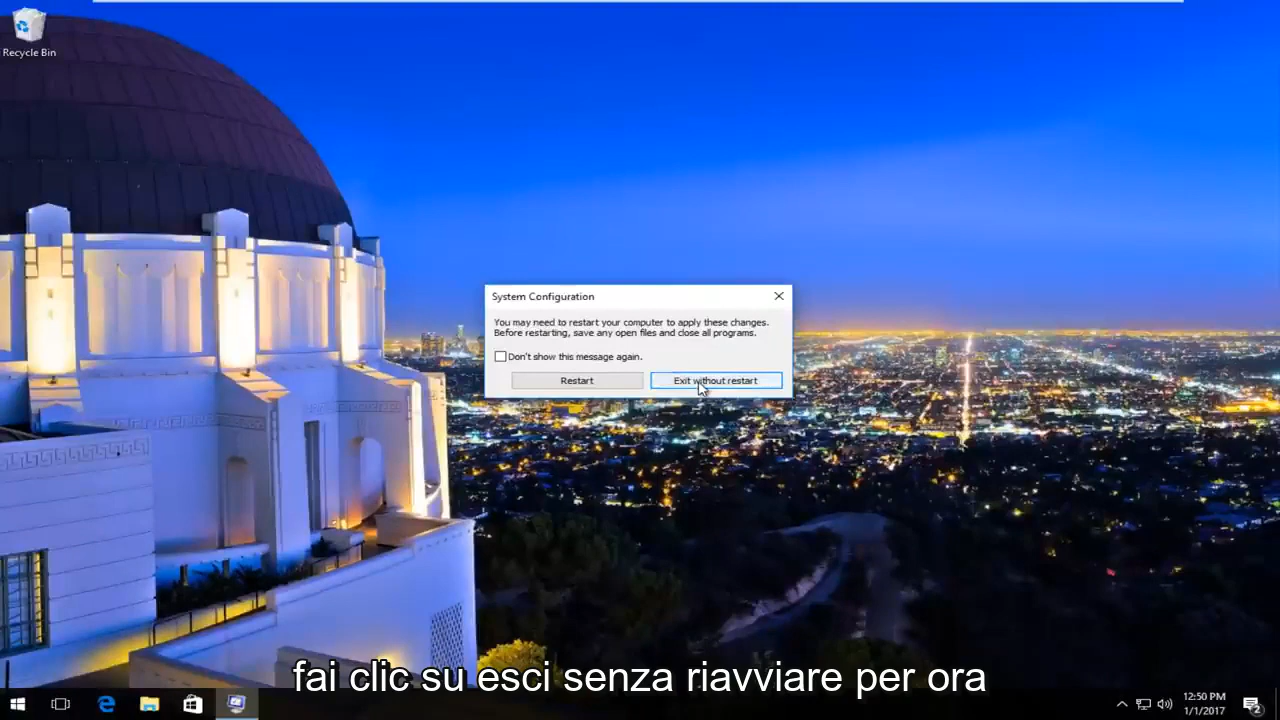 Recycle Bin
System Configuration
You may need to restart your computer to apply these changes.
Before restarting, save any open files and close all programs.
Don't show this message again.
Restart
Exit without restart
fai clic su esci senza riavviare per ora
12:50 PM
1/1/2017
2